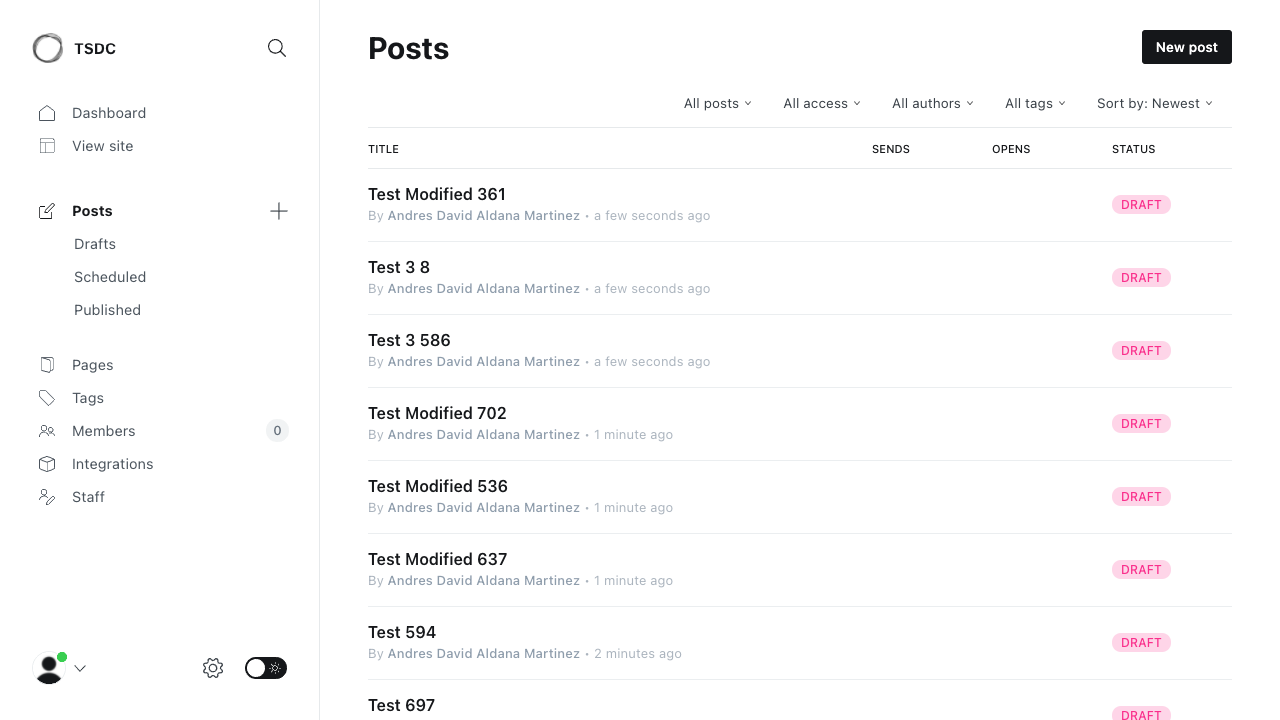 TSDC
Dashboard
View site
Posts
Drafts
Scheduled
Published
Pages
Tags
Members 0
Integrations
Staff
Posts
New post
All posts All access All authors All tags Sort by: Newest
TITLE SENDS OPENS STATUS
Test Modified 361
By Andres David Aldana Martinez • a few seconds ago
DRAFT
Test 3 8
By Andres David Aldana Martinez • a few seconds ago
DRAFT
Test 3 586
By Andres David Aldana Martinez • a few seconds ago
DRAFT
Test Modified 702
By Andres David Aldana Martinez • 1 minute ago
DRAFT
Test Modified 536
By Andres David Aldana Martinez • 1 minute ago
DRAFT
Test Modified 637
By Andres David Aldana Martinez • 1 minute ago
DRAFT
Test 594
By Andres David Aldana Martinez • 2 minutes ago
DRAFT
Test 697
DRAFT